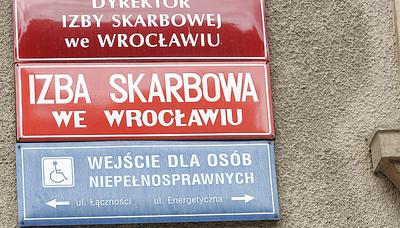 DYREKTOR
IZBY SKARBOWEJ
we WROCŁAWIU
IZBA SKARBOWA
WE WROCŁAWIU
WEJŚCIE DLA OSÓB
NIEPEŁNOSPRAWNYCH
ul. Łączności ul. Energetyczna